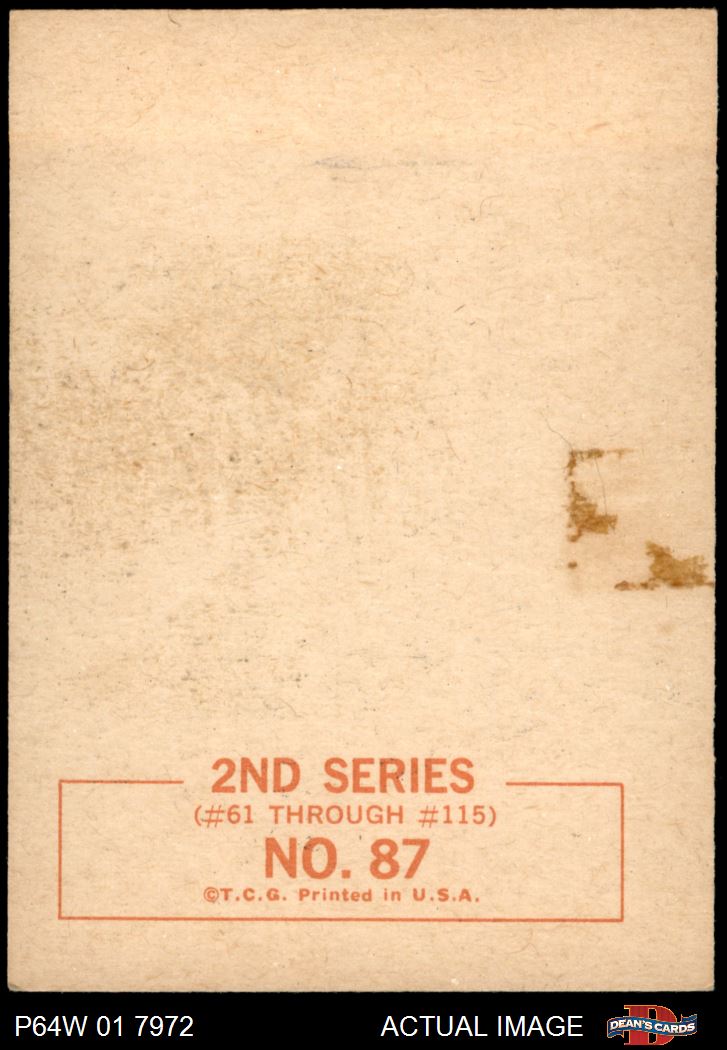 2ND SERIES
(#61 THROUGH #115)
NO. 87
©T.C.G. Printed in U.S.A.
P64W 01 7972
ACTUAL IMAGE
D
DEAN'S CARDS